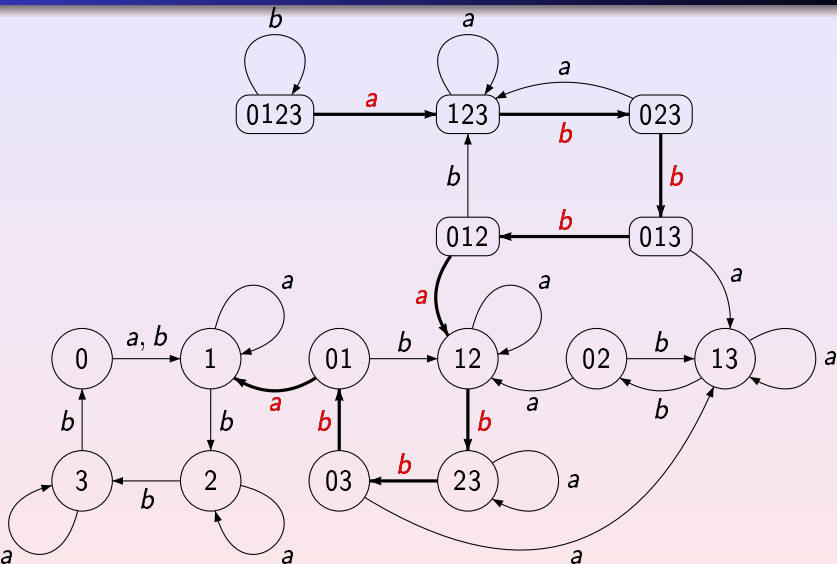 b a
a
0123 a 123 023
b
b b
012 b 013
a a a
a, b
0 1 01 b 12 02 b 13 a
a a b
b b b b
3 2 03 b 23 a
b
a a a